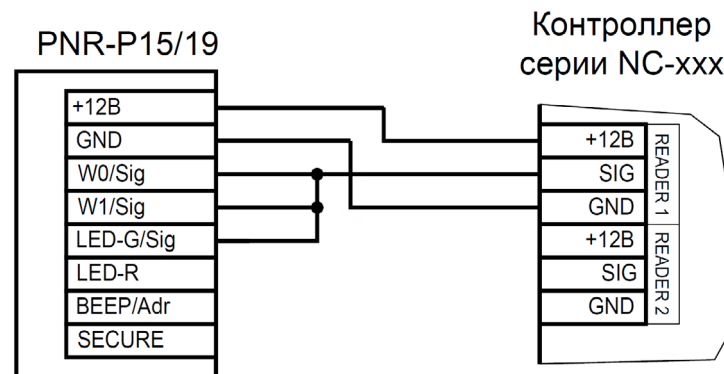 PNR-P15/19
+12В
GND
W0/Sig
W1/Sig
LED-G/Sig
LED-R
BEEP/Adr
SECURE
Контроллер
серии NC-xxx
+12В
SIG
GND
READER 1
+12В
SIG
GND
READER 2